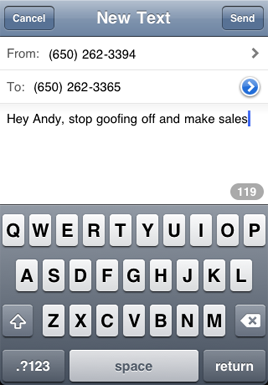 Cancel New Text Send
From: (650) 262-3394
To: (650) 262-3365
Hey Andy, stop goofing off and make sales
119
Q W E R T Y U I O P
A S D F G H J K L
Z X C V B N M
.?123 space return